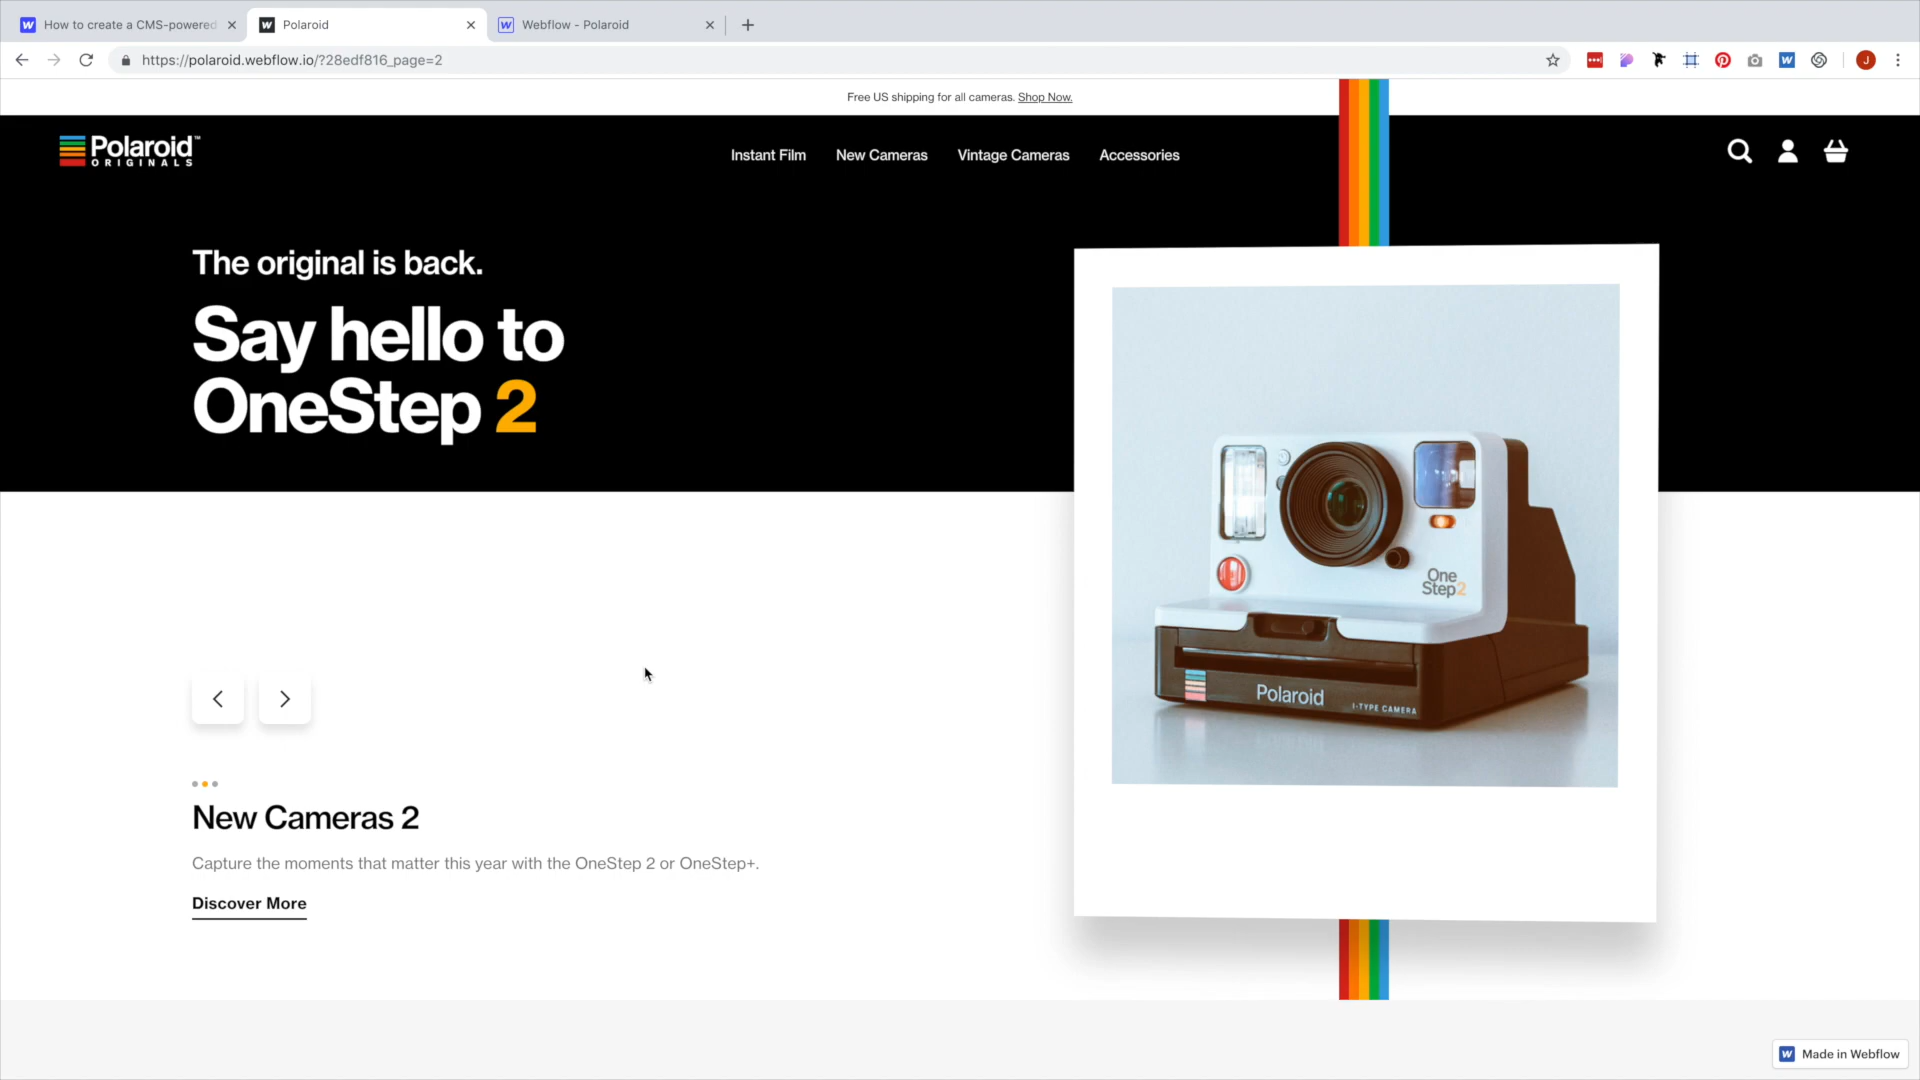 How to create a CMS-powered
Polaroid
Webflow - Polaroid
https://polaroid.webflow.io/?28edf816_page=2
J
Free US shipping for all cameras. Shop Now.
Polaroid™
ORIGINALS
Instant Film
New Cameras
Vintage Cameras
Accessories
The original is back.
Say hello to
OneStep 2
One
Step2
Polaroid
I-TYPE CAMERA
New Cameras 2
Capture the moments that matter this year with the OneStep 2 or OneStep+.
Discover More
Made in Webflow